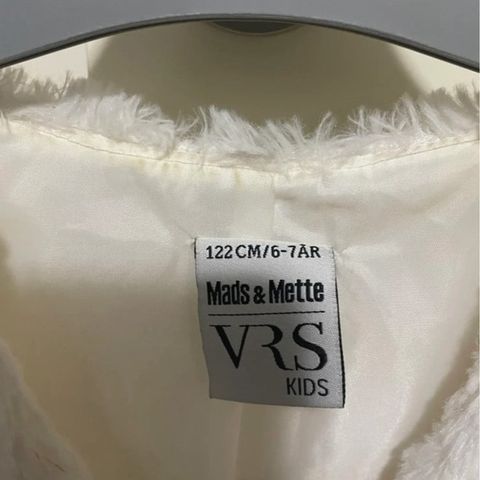 122 CM/6-7ÅR
Mads & Mette
VRS
KIDS